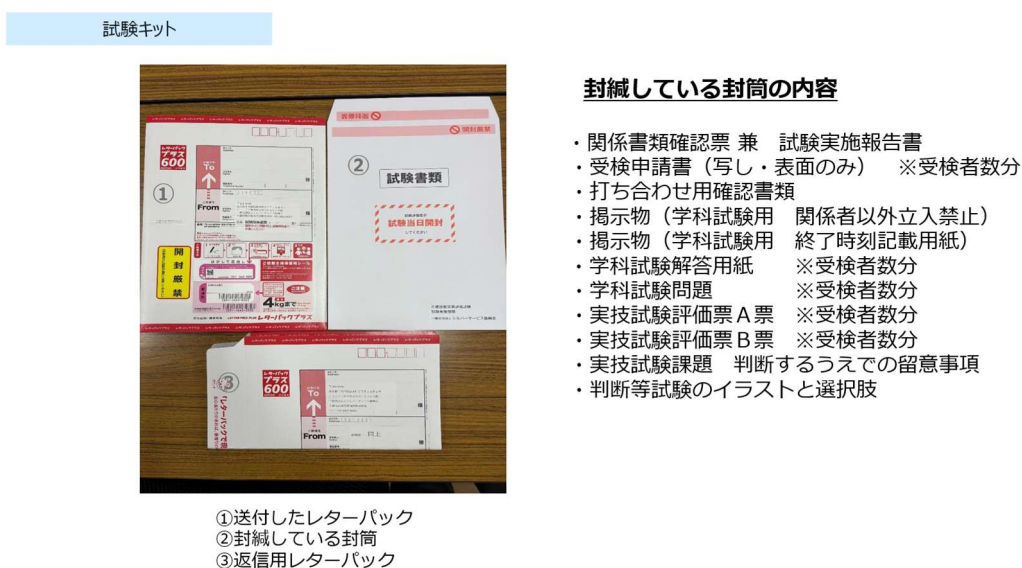 試験キット
封緘している封筒の内容
・関係書類確認票 兼　試験実施報告書
・受検申請書（写し・表面のみ）　※受検者数分
・打ち合わせ用確認書類
・掲示物（学科試験用　関係者以外立入禁止）
・掲示物（学科試験用　終了時刻記載用紙）
・学科試験解答用紙　　※受検者数分
・学科試験問題　　　　※受検者数分
・実技試験評価票Ａ票　※受検者数分
・実技試験評価票Ｂ票　※受検者数分
・実技試験課題　判断するうえでの留意事項
・判断等試験のイラストと選択肢
①
レターパック
プラス
600
To
From
開封厳禁
4kgまで
レターパックプラス
②
開封厳禁
試験書類
試験当日開封
してください
③
レターパック
プラス
600
To
From
同上
①送付したレターパック
②封緘している封筒
③返信用レターパック